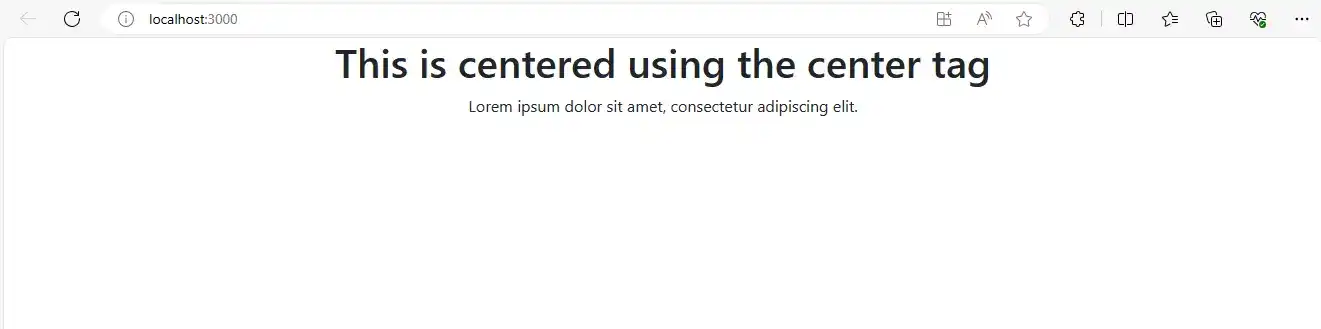 localhost:3000
This is centered using the center tag
Lorem ipsum dolor sit amet, consectetur adipiscing elit.